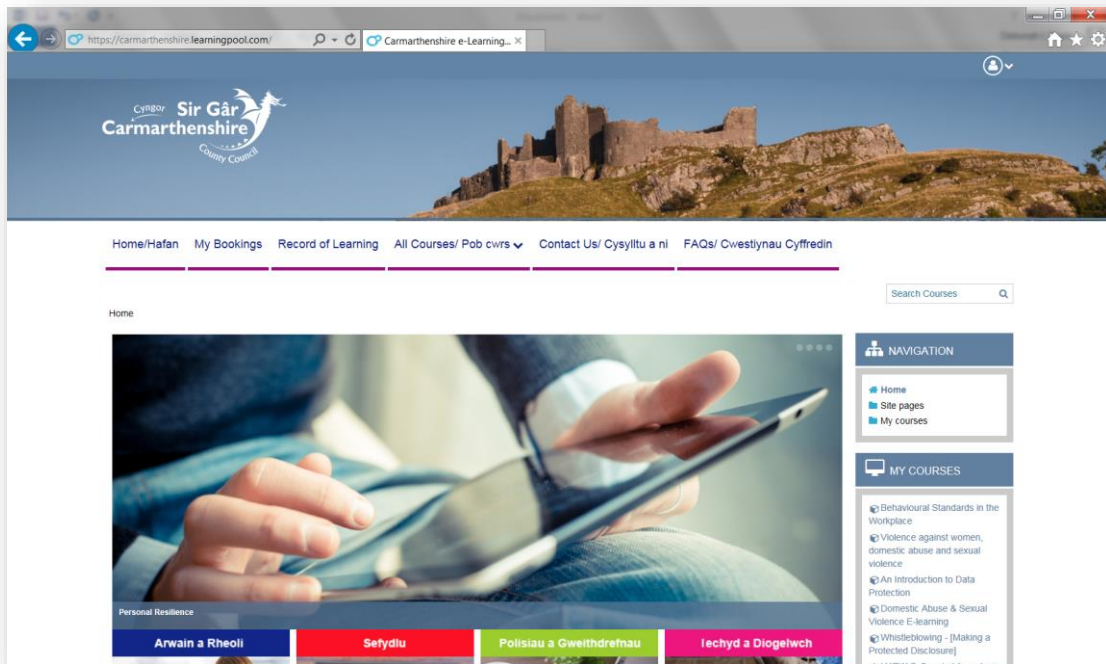 https://carmarthenshire.learningpool.com/
Carmarthenshire e-Learning...
Cyngor Sir Gâr
Carmarthenshire
County Council
Home/Hafan My Bookings Record of Learning All Courses/ Pob cwrs Contact Us/ Cysylltu a ni FAQs/ Cwestiynau Cyffredin
Search Courses
Home
Personal Resilience
Arwain a Rheoli Sefydlu Polisiau a Gweithdrefnau Iechyd a Diogelwch
NAVIGATION
Home
Site pages
My courses
MY COURSES
Behavioural Standards in the
Workplace
Violence against women,
domestic abuse and sexual
violence
An Introduction to Data
Protection
Domestic Abuse & Sexual
Violence E-learning
Whistleblowing - [Making a
Protected Disclosure]